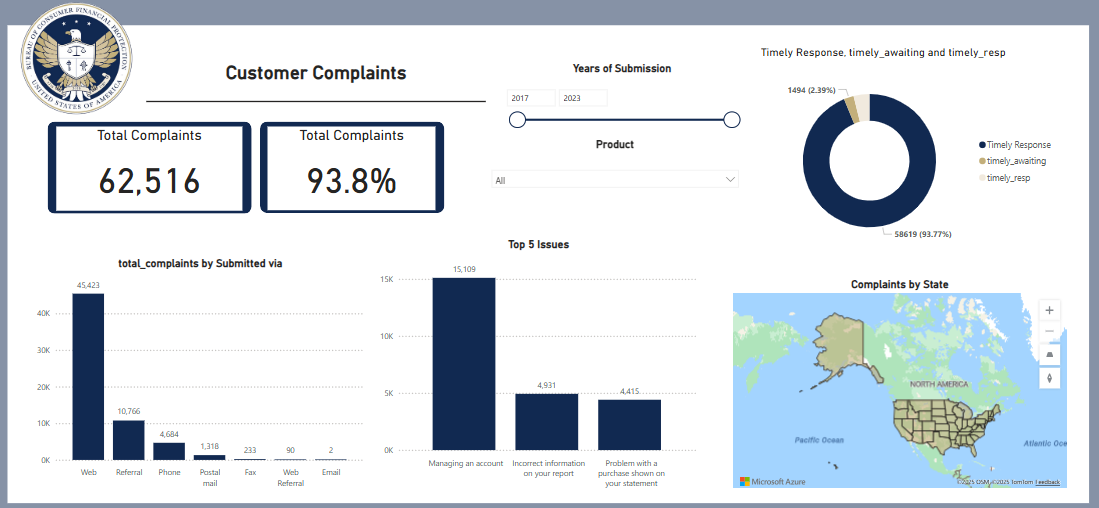 BUREAU OF CONSUMER FINANCIAL PROTECTION
UNITED STATES OF AMERICA
Customer Complaints
Total Complaints
62,516
Total Complaints
93.8%
Years of Submission
2017
2023
Product
All
Timely Response, timely_awaiting and timely_resp
1494 (2.39%)
58619 (93.77%)
Timely Response
timely_awaiting
timely_resp
total_complaints by Submitted via
40K
30K
20K
10K
0K
45,423
10,766
4,684
1,318
233
90
2
Web
Referral
Phone
Postal
mail
Fax
Web
Referral
Email
Top 5 Issues
15K
10K
5K
0K
15,109
4,931
4,415
Managing an account
Incorrect information
on your report
Problem with a
purchase shown on
your statement
Complaints by State
NORTH AMERICA
Pacific Ocean
Atlantic Oce
Microsoft Azure
©2025 OSM ©2025 TomTom Feedback